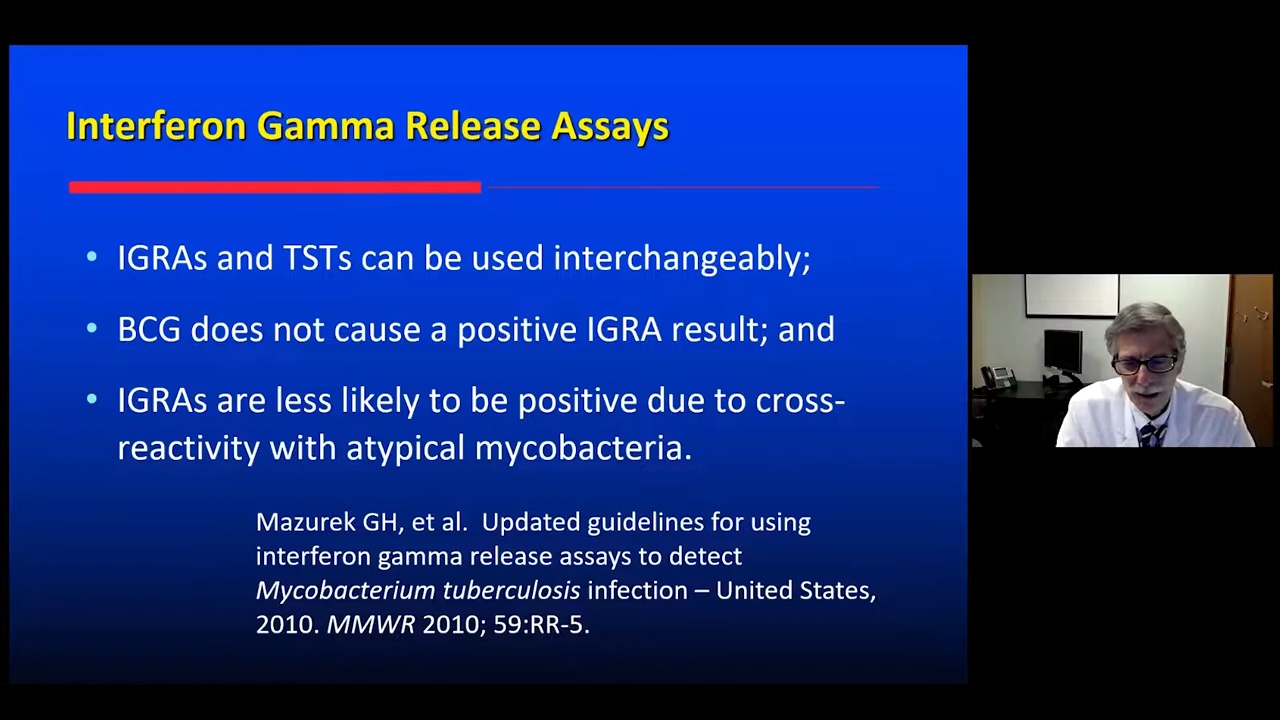 Interferon Gamma Release Assays
• IGRAs and TSTs can be used interchangeably;
• BCG does not cause a positive IGRA result; and
• IGRAs are less likely to be positive due to cross-
reactivity with atypical mycobacteria.
Mazurek GH, et al.  Updated guidelines for using
interferon gamma release assays to detect
Mycobacterium tuberculosis infection – United States,
2010. MMWR 2010; 59:RR-5.